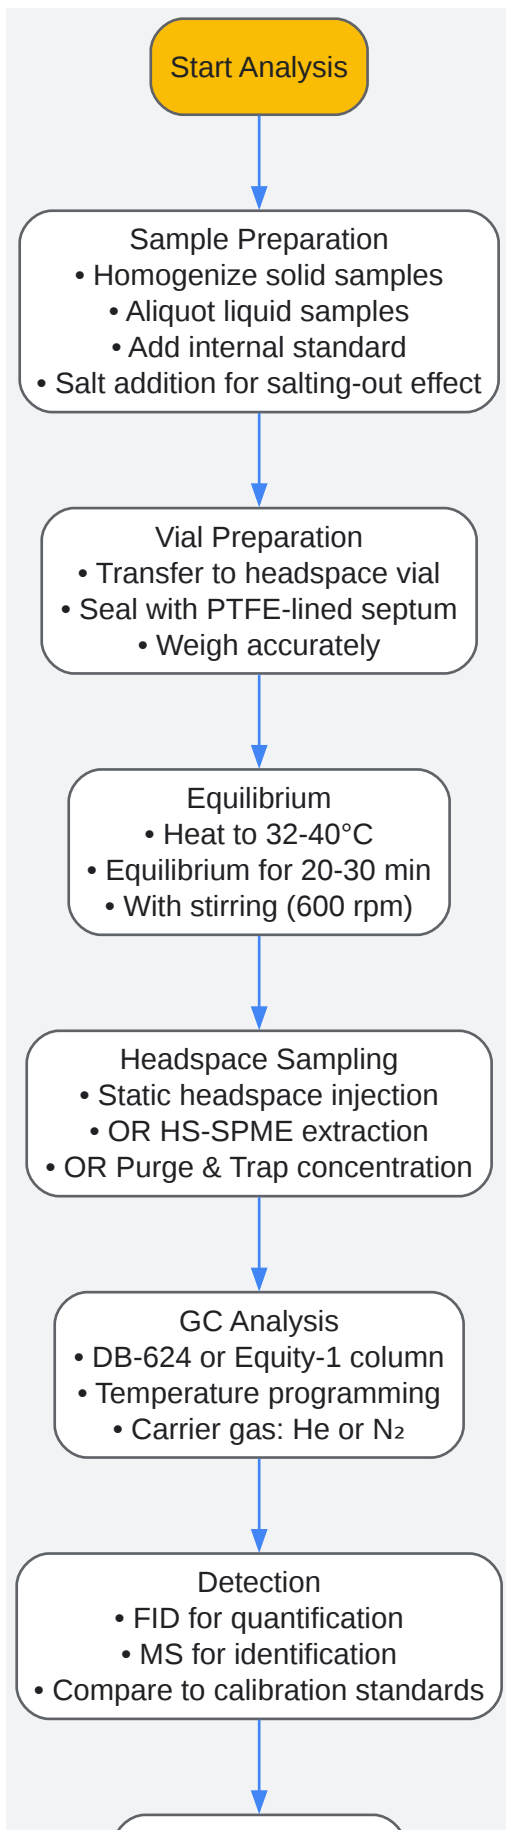 Start Analysis
Sample Preparation
• Homogenize solid samples
• Aliquot liquid samples
• Add internal standard
• Salt addition for salting-out effect
Vial Preparation
• Transfer to headspace vial
• Seal with PTFE-lined septum
• Weigh accurately
Equilibrium
• Heat to 32-40°C
• Equilibrium for 20-30 min
• With stirring (600 rpm)
Headspace Sampling
• Static headspace injection
• OR HS-SPME extraction
• OR Purge & Trap concentration
GC Analysis
• DB-624 or Equity-1 column
• Temperature programming
• Carrier gas: He or N₂
Detection
• FID for quantification
• MS for identification
• Compare to calibration standards